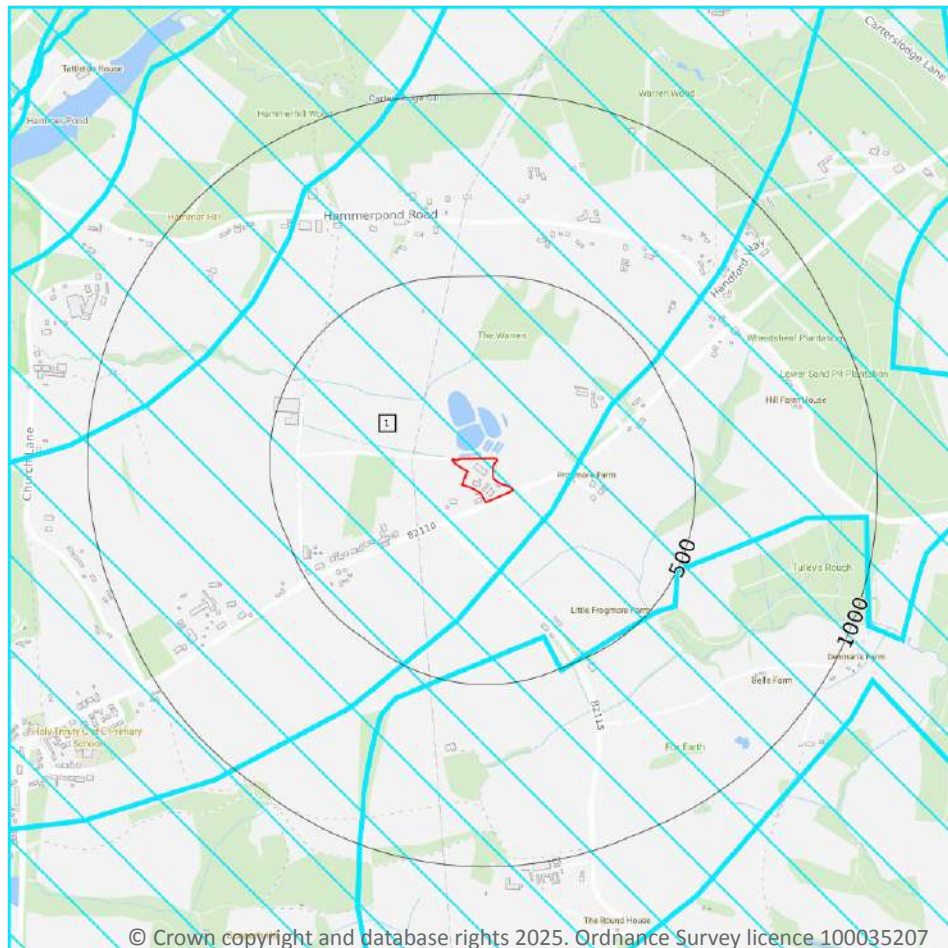 Carterslodge Lane
Tattleton House
Warren Wood
Carterslodge Gill
Hammerhill Wood
Hammer Pond
Hammerpond Road
Hammer Hill
Handford Way
The Warren
Wheatsheaf Plantation
Lower Sand Pit Plantation
Hill Farm House
1
Church Lane
Frogmore Farm
B2110
500
Tulley's Rough
Little Frogmore Farm
1000
Denmans Farm
Bells Farm
B2115
Holy Trinity C of E Primary
School
Fox Earth
The Round House
© Crown copyright and database rights 2025. Ordnance Survey licence 100035207